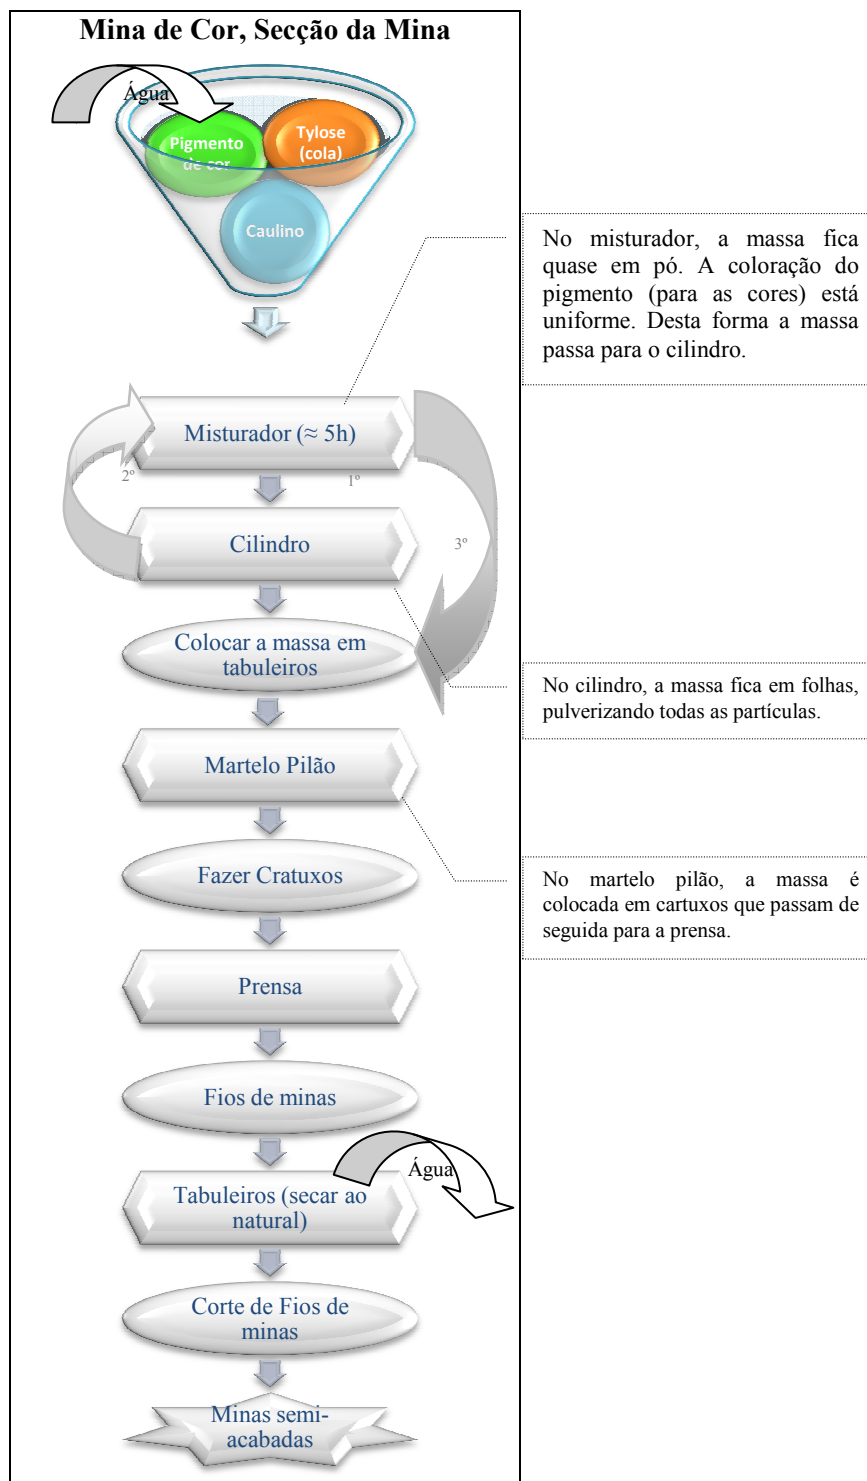 Mina de Cor, Secção da Mina
Água
Pigmento
de cor
Tylose
(cola)
Caulino
No misturador, a massa fica
quase em pó. A coloração do
pigmento (para as cores) está
uniforme. Desta forma a massa
passa para o cilindro.
Misturador (≈ 5h)
2º
1º
Cilindro
3º
Colocar a massa em
tabuleiros
No cilindro, a massa fica em folhas,
pulverizando todas as partículas.
Martelo Pilão
Fazer Cratuxos
No martelo pilão, a massa é
colocada em cartuxos que passam de
seguida para a prensa.
Prensa
Fios de minas
Água
Tabuleiros (secar ao
natural)
Corte de Fios de
minas
Minas semi-
acabadas